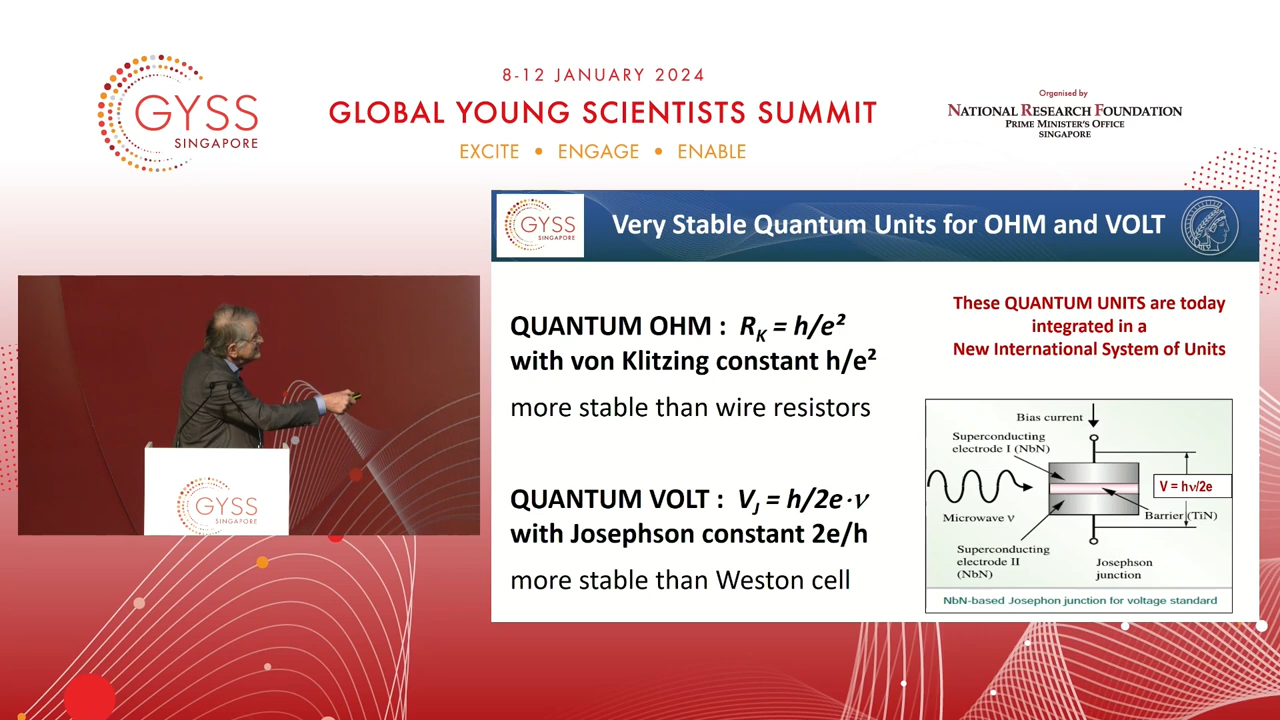 GYSS
SINGAPORE
8-12 JANUARY 2024
GLOBAL YOUNG SCIENTISTS SUMMIT
EXCITE • ENGAGE • ENABLE
Organised by
NATIONAL RESEARCH FOUNDATION
PRIME MINISTER'S OFFICE
SINGAPORE
GYSS
SINGAPORE
Very Stable Quantum Units for OHM and VOLT
QUANTUM OHM : R_K = h/e²
with von Klitzing constant h/e²
more stable than wire resistors
QUANTUM VOLT : V_J = h/2e·ν
with Josephson constant 2e/h
more stable than Weston cell
These QUANTUM UNITS are today
integrated in a
New International System of Units
Bias current
Superconducting
electrode I (NbN)
V = hν/2e
Microwave ν
Barrier (TiN)
Superconducting
electrode II
(NbN)
Josephson
junction
NbN-based Josephon junction for voltage standard
GYSS
SINGAPORE